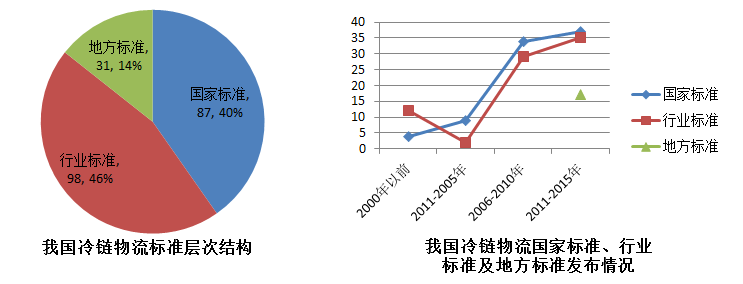 地方标准,
31, 14%
国家标准,
87, 40%
行业标准,
98, 46%
我国冷链物流标准层次结构
40
35
30
25
20
15
10
5
0
2000年以前
2011-2005年
2006-2010年
2011-2015年
国家标准
行业标准
地方标准
我国冷链物流国家标准、行业
标准及地方标准发布情况